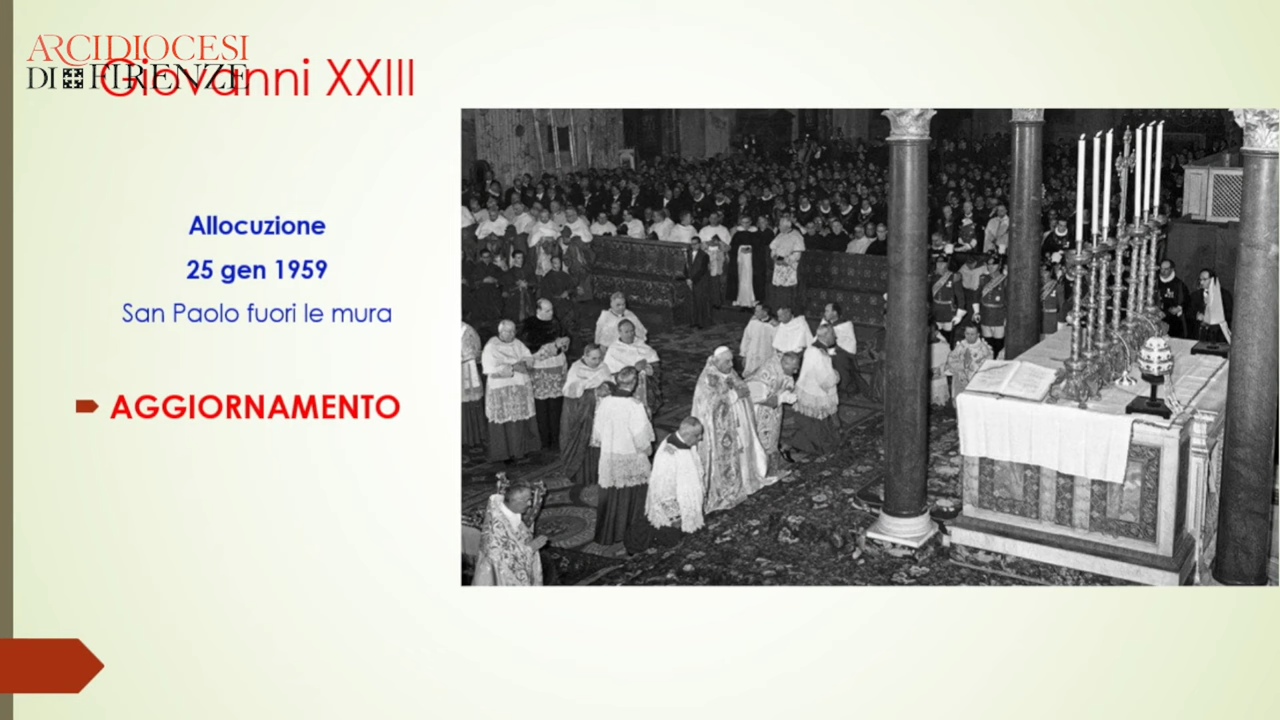 ARCIDIOCESI
DI FIRENZE
Giovanni XXIII
Allocuzione
25 gen 1959
San Paolo fuori le mura
AGGIORNAMENTO